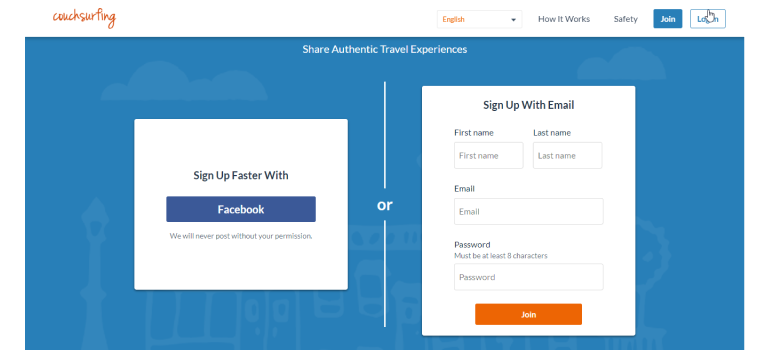 couchsurfing
English
How It Works
Safety
Join
Log In
Share Authentic Travel Experiences
Sign Up Faster With
Facebook
We will never post without your permission.
or
Sign Up With Email
First name
Last name
First name
Last name
Email
Email
Password
Must be at least 8 characters
Password
Join